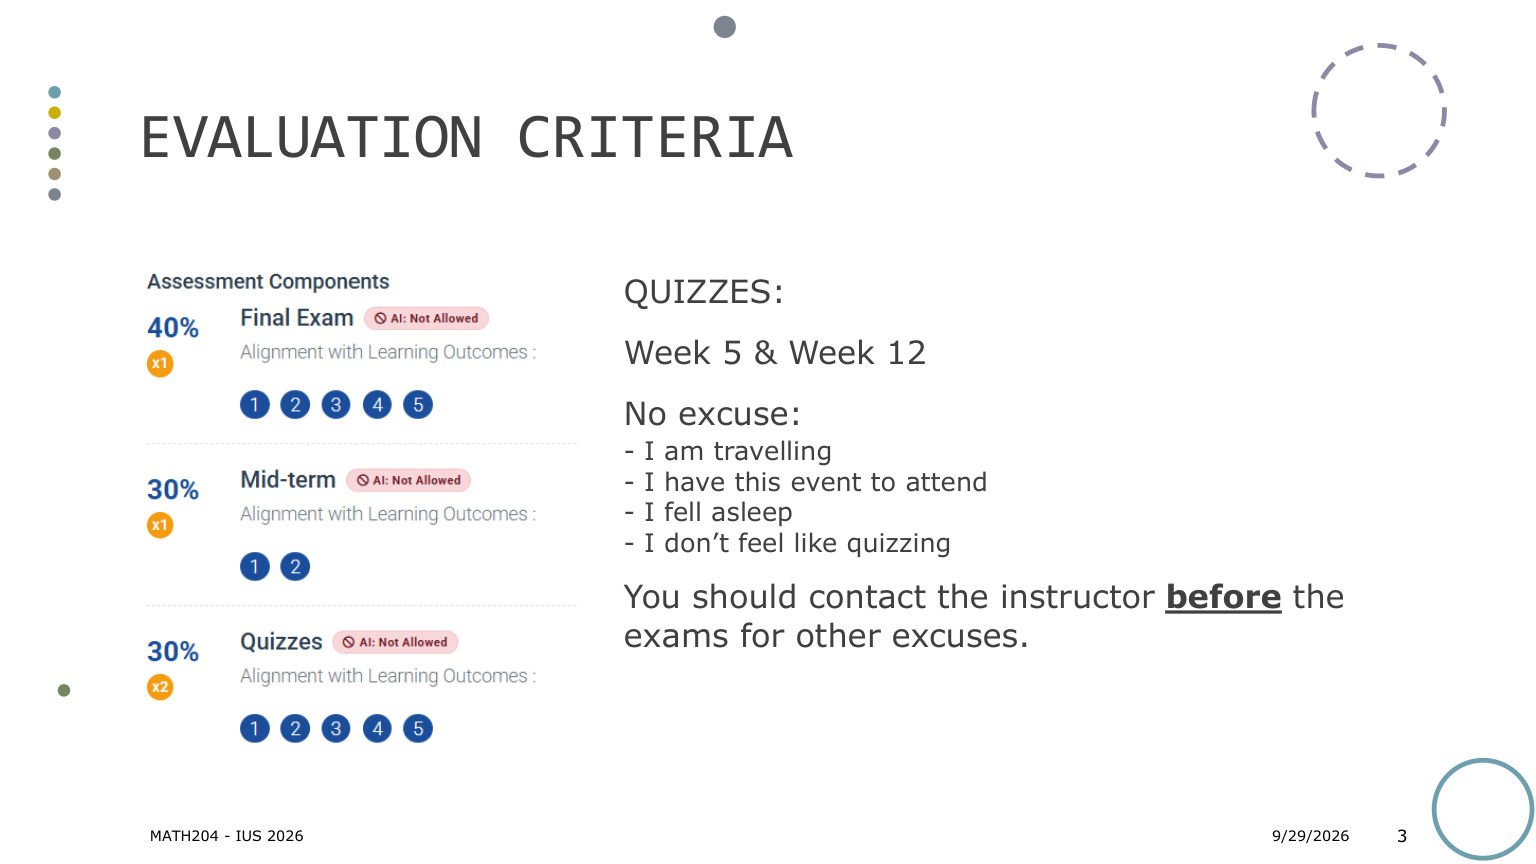 EVALUATION CRITERIA
Assessment Components
40%
x1
Final Exam
AI: Not Allowed
Alignment with Learning Outcomes :
1 2 3 4 5
30%
x1
Mid-term
AI: Not Allowed
Alignment with Learning Outcomes :
1 2
30%
x2
Quizzes
AI: Not Allowed
Alignment with Learning Outcomes :
1 2 3 4 5
QUIZZES:
Week 5 & Week 12
No excuse:
- I am travelling
- I have this event to attend
- I fell asleep
- I don’t feel like quizzing
You should contact the instructor before the
exams for other excuses.
MATH204 - IUS 2026
9/29/2026
3